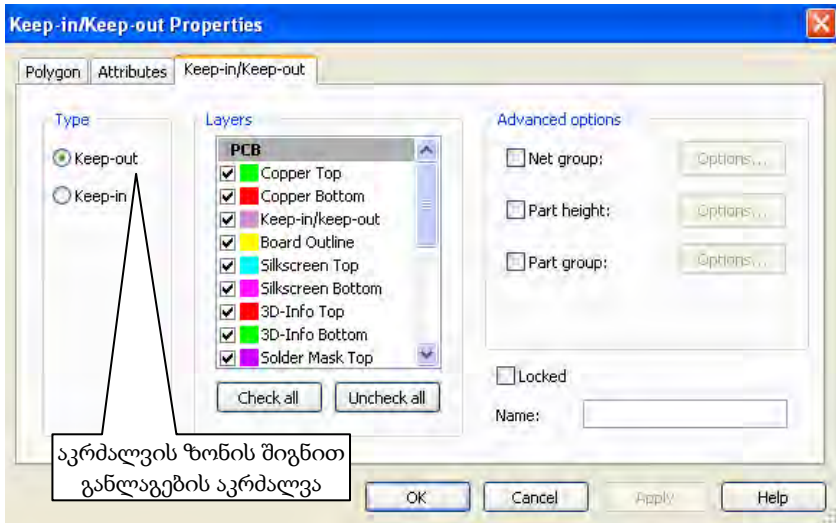 Keep-in/Keep-out Properties
Polygon Attributes Keep-in/Keep-out
Type
Keep-out
Keep-in
Layers
PCB
Copper Top
Copper Bottom
Keep-in/keep-out
Board Outline
Silkscreen Top
Silkscreen Bottom
3D-Info Top
3D-Info Bottom
Solder Mask Top
Check all Uncheck all
Advanced options
Net group: Options...
Part height: Options...
Part group: Options...
Locked
Name:
აკრძალვის ზონის შიგნით
განლაგების აკრძალვა
OK Cancel Apply Help